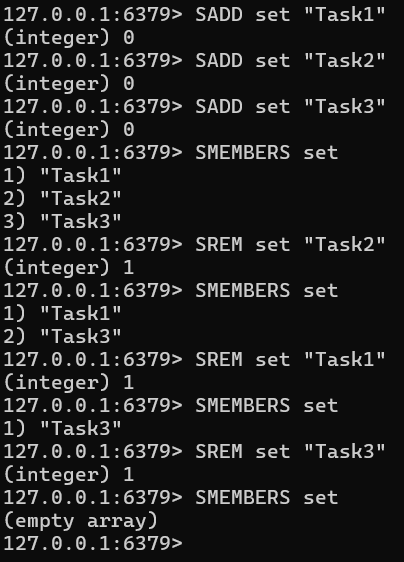 127.0.0.1:6379> SADD set "Task1"
(integer) 0
127.0.0.1:6379> SADD set "Task2"
(integer) 0
127.0.0.1:6379> SADD set "Task3"
(integer) 0
127.0.0.1:6379> SMEMBERS set
1) "Task1"
2) "Task2"
3) "Task3"
127.0.0.1:6379> SREM set "Task2"
(integer) 1
127.0.0.1:6379> SMEMBERS set
1) "Task1"
2) "Task3"
127.0.0.1:6379> SREM set "Task1"
(integer) 1
127.0.0.1:6379> SMEMBERS set
1) "Task3"
127.0.0.1:6379> SREM set "Task3"
(integer) 1
127.0.0.1:6379> SMEMBERS set
(empty array)
127.0.0.1:6379>